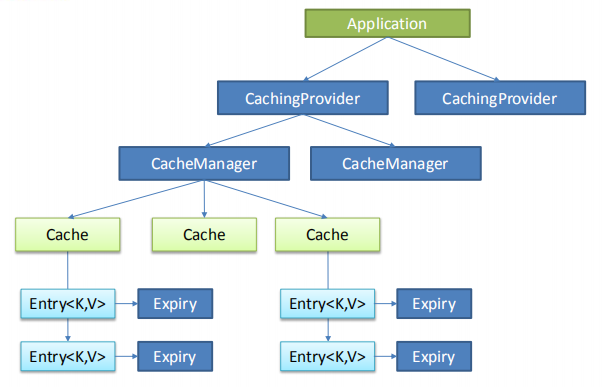 Application
CachingProvider
CachingProvider
CacheManager
CacheManager
Cache
Cache
Cache
Entry<K,V>
Expiry
Entry<K,V>
Expiry
Entry<K,V>
Expiry
Entry<K,V>
Expiry